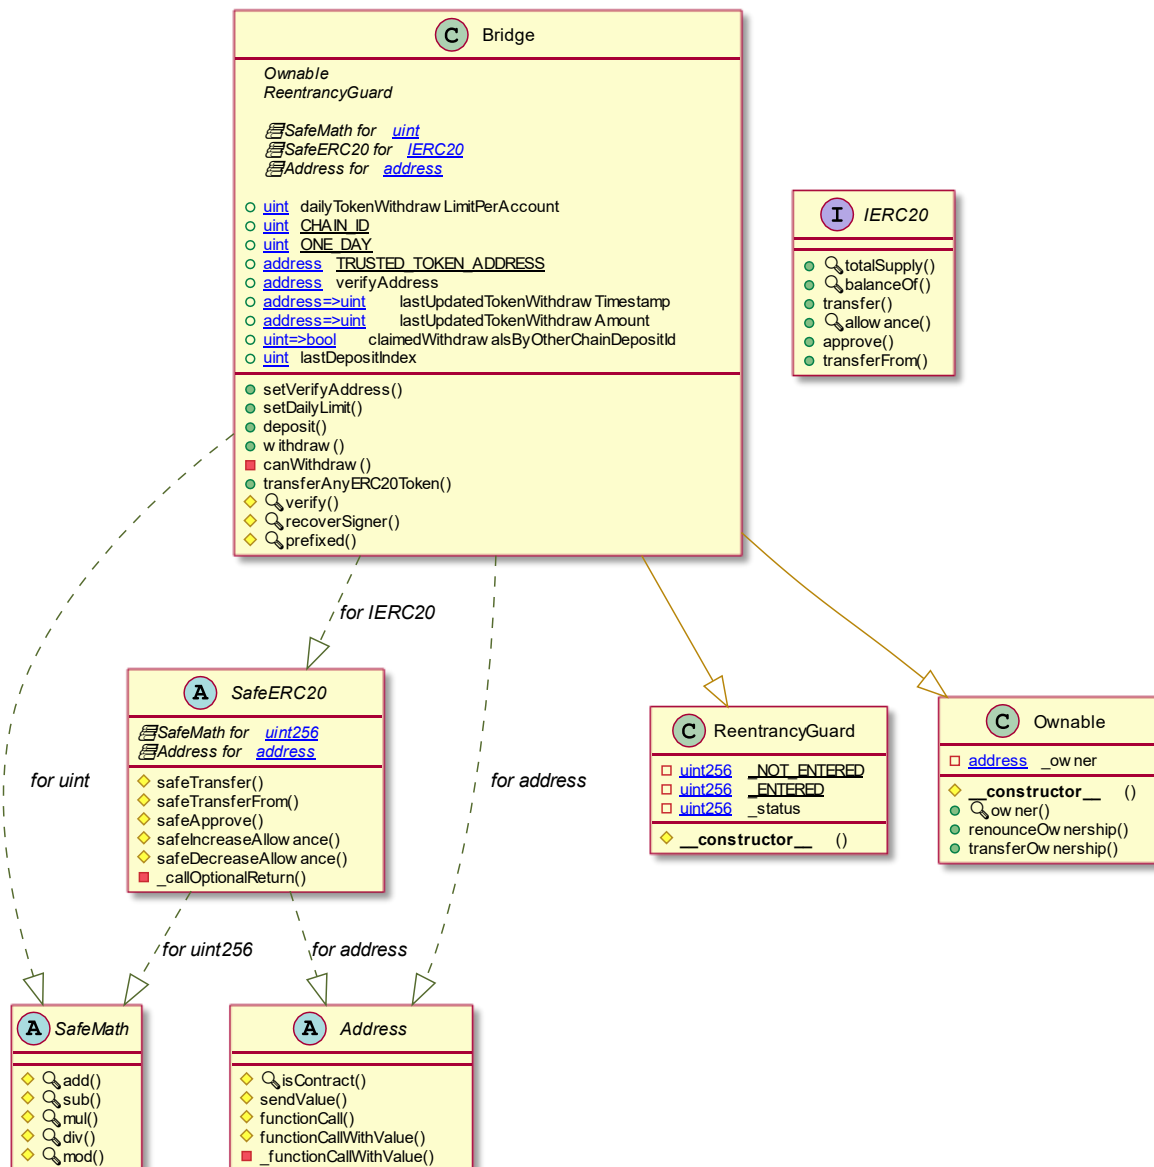 C Bridge
Ownable
ReentrancyGuard
SafeMath for uint
SafeERC20 for IERC20
Address for address
uint dailyTokenWithdrawLimitPerAccount
uint CHAIN_ID
uint ONE_DAY
address TRUSTED_TOKEN_ADDRESS
address verifyAddress
address=>uint lastUpdatedTokenWithdrawTimestamp
address=>uint lastUpdatedTokenWithdrawAmount
uint=>bool claimedWithdrawalsByOtherChainDepositId
uint lastDepositIndex
setVerifyAddress()
setDailyLimit()
deposit()
withdraw()
canWithdraw()
transferAnyERC20Token()
verify()
recoverSigner()
prefixed()
I IERC20
totalSupply()
balanceOf()
transfer()
allowance()
approve()
transferFrom()
for IERC20
for uint
for address
A SafeERC20
SafeMath for uint256
Address for address
safeTransfer()
safeTransferFrom()
safeApprove()
safeIncreaseAllowance()
safeDecreaseAllowance()
_callOptionalReturn()
C ReentrancyGuard
uint256 _NOT_ENTERED
uint256 _ENTERED
uint256 _status
__constructor__ ()
C Ownable
address _owner
__constructor__ ()
owner()
renounceOwnership()
transferOwnership()
for uint256
for address
A SafeMath
add()
sub()
mul()
div()
mod()
A Address
isContract()
sendValue()
functionCall()
functionCallWithValue()
_functionCallWithValue()